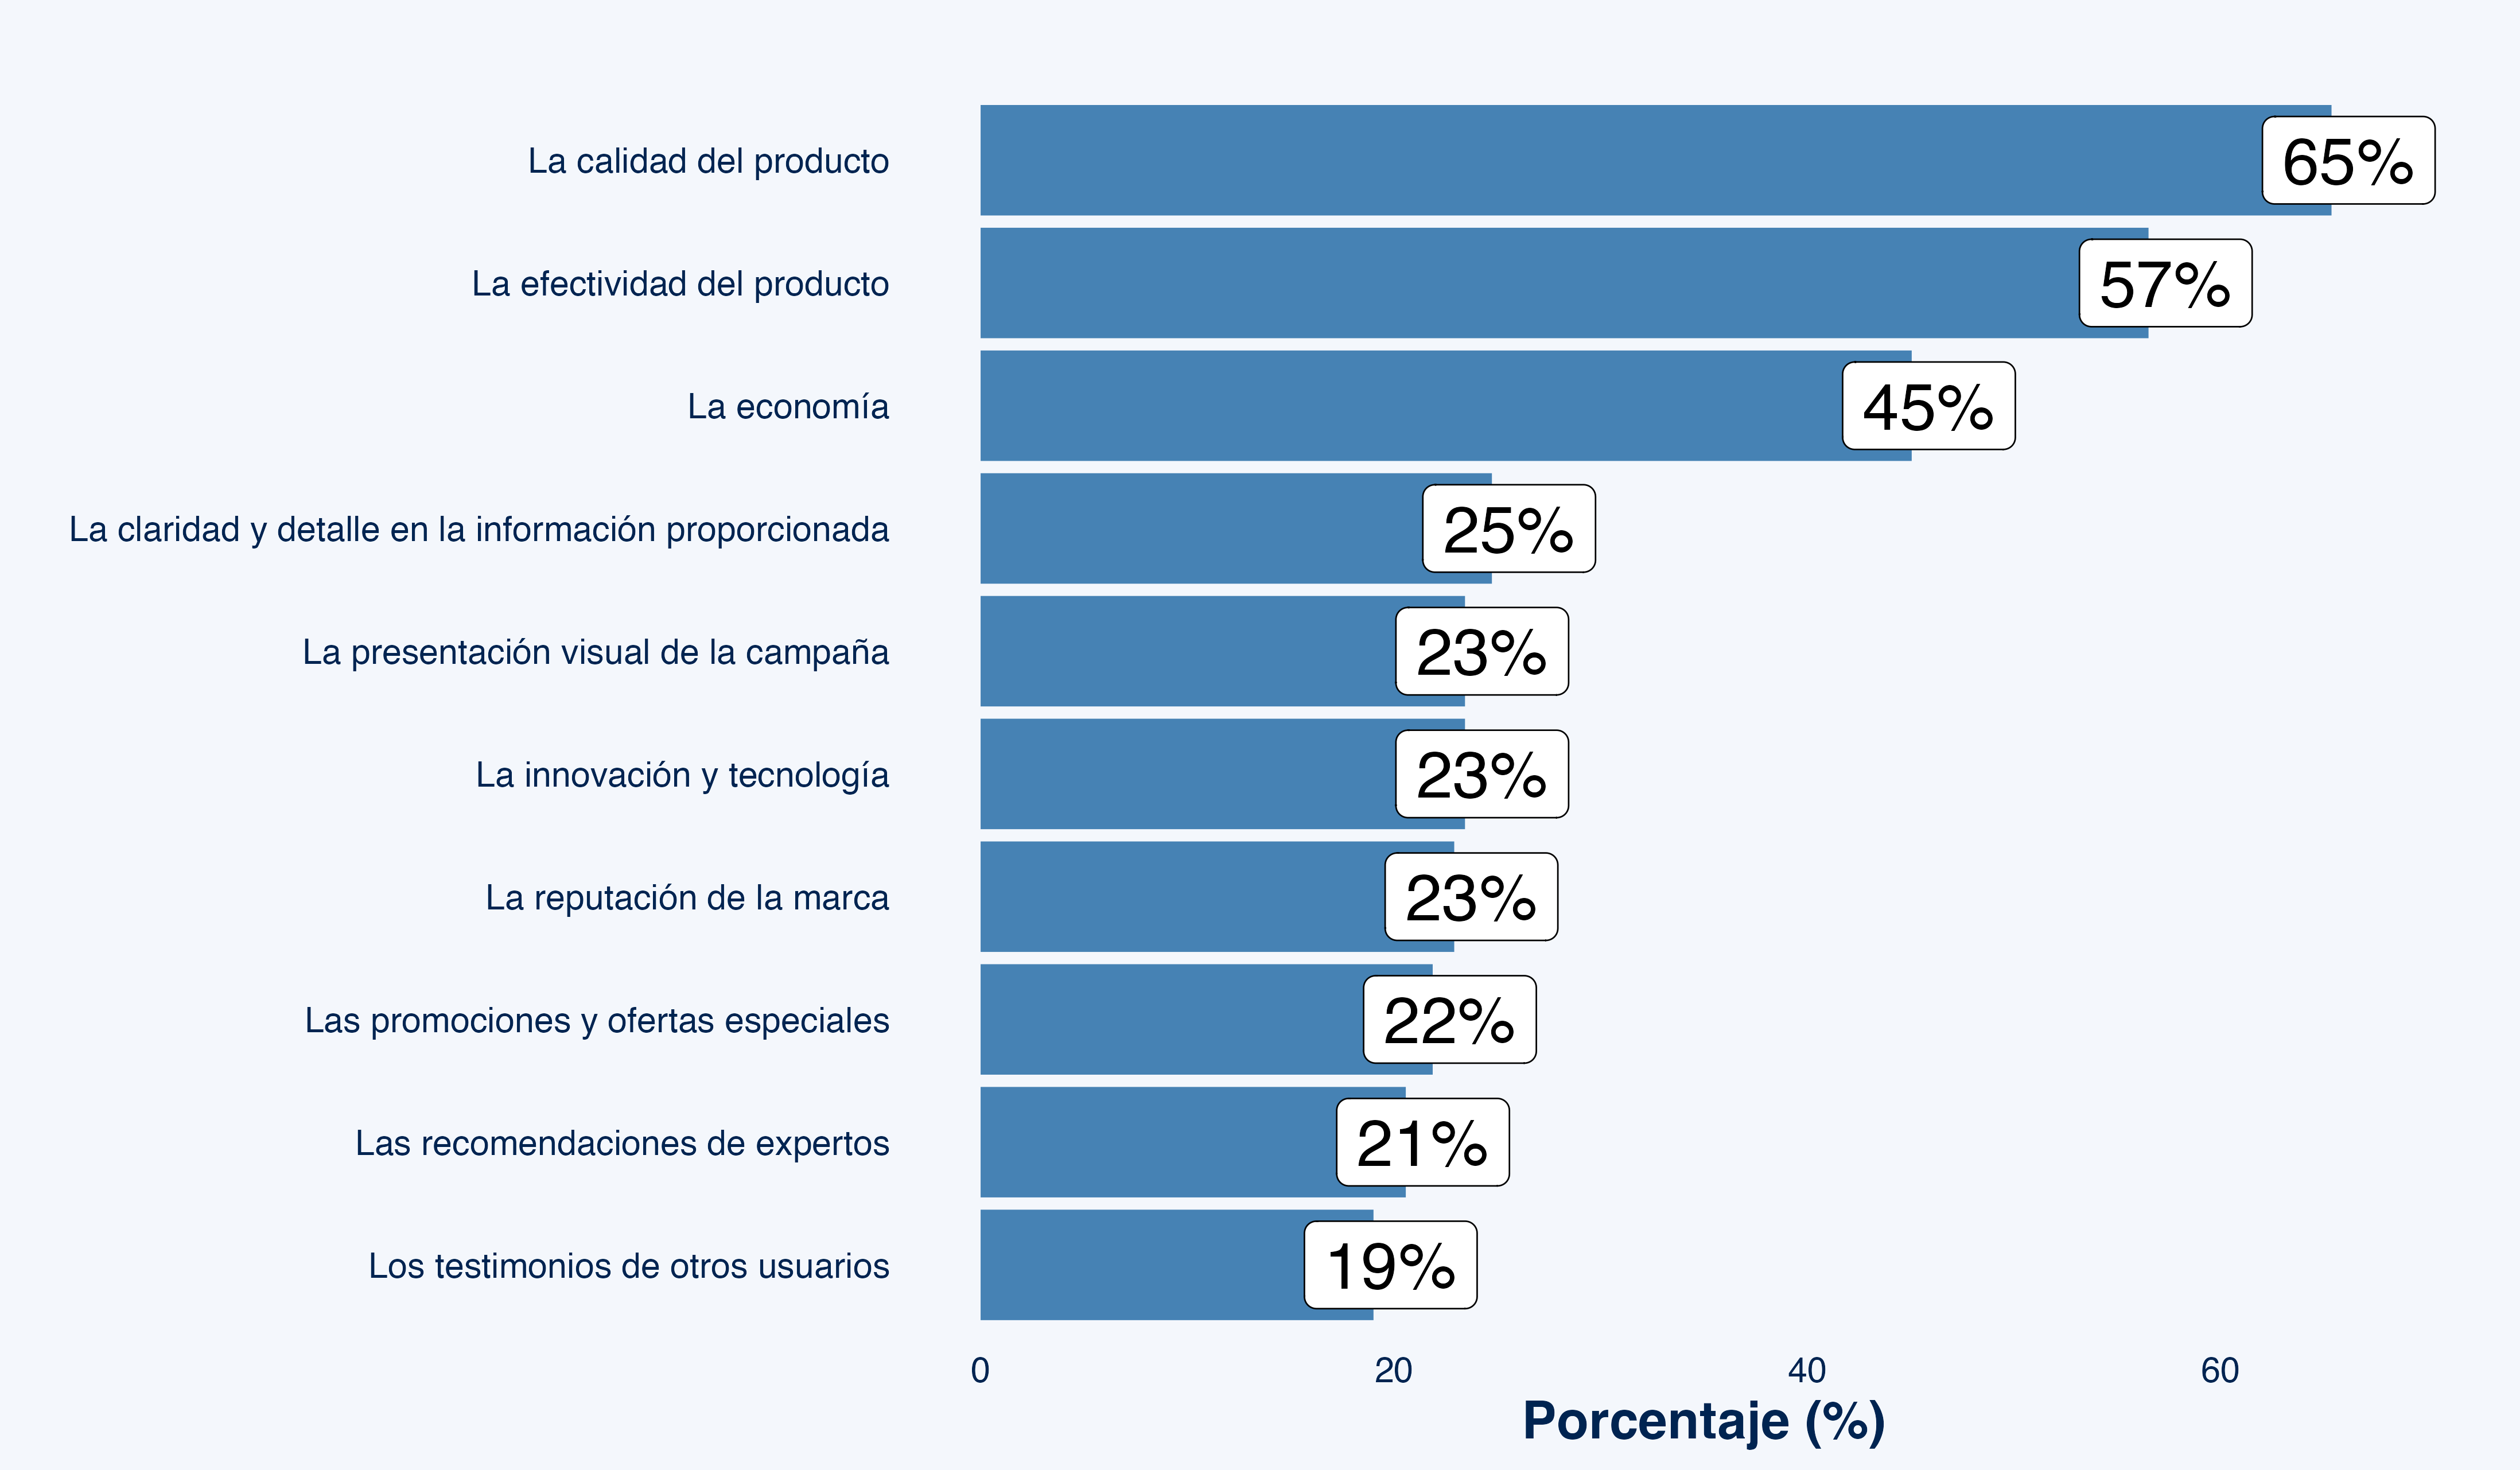 La calidad del producto 65%
La efectividad del producto 57%
La economía 45%
La claridad y detalle en la información proporcionada 25%
La presentación visual de la campaña 23%
La innovación y tecnología 23%
La reputación de la marca 23%
Las promociones y ofertas especiales 22%
Las recomendaciones de expertos 21%
Los testimonios de otros usuarios 19%
0 20 40 60
Porcentaje (%)